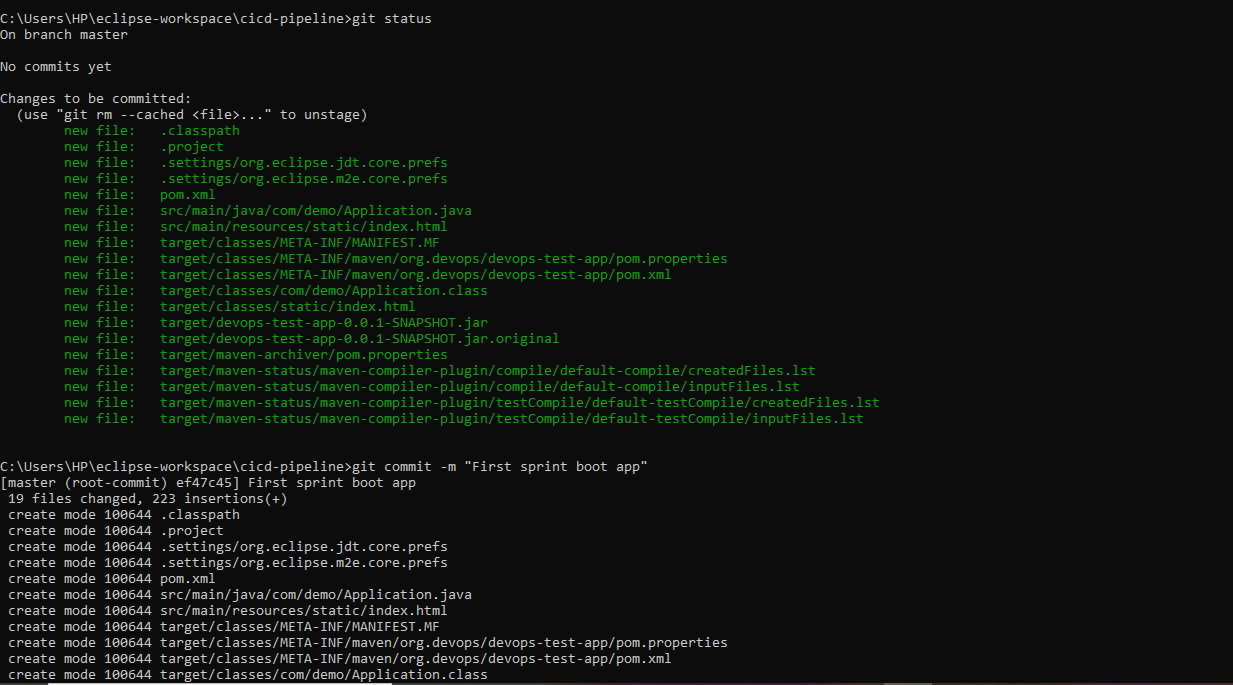 C:\Users\HP\eclipse-workspace\cicd-pipeline>git status
On branch master
No commits yet
Changes to be committed:
  (use "git rm --cached <file>..." to unstage)
        new file:   .classpath
        new file:   .project
        new file:   .settings/org.eclipse.jdt.core.prefs
        new file:   .settings/org.eclipse.m2e.core.prefs
        new file:   pom.xml
        new file:   src/main/java/com/demo/Application.java
        new file:   src/main/resources/static/index.html
        new file:   target/classes/META-INF/MANIFEST.MF
        new file:   target/classes/META-INF/maven/org.devops/devops-test-app/pom.properties
        new file:   target/classes/META-INF/maven/org.devops/devops-test-app/pom.xml
        new file:   target/classes/com/demo/Application.class
        new file:   target/classes/static/index.html
        new file:   target/devops-test-app-0.0.1-SNAPSHOT.jar
        new file:   target/devops-test-app-0.0.1-SNAPSHOT.jar.original
        new file:   target/maven-archiver/pom.properties
        new file:   target/maven-status/maven-compiler-plugin/compile/default-compile/createdFiles.lst
        new file:   target/maven-status/maven-compiler-plugin/compile/default-compile/inputFiles.lst
        new file:   target/maven-status/maven-compiler-plugin/testCompile/default-testCompile/createdFiles.lst
        new file:   target/maven-status/maven-compiler-plugin/testCompile/default-testCompile/inputFiles.lst
C:\Users\HP\eclipse-workspace\cicd-pipeline>git commit -m "First sprint boot app"
[master (root-commit) ef47c45] First sprint boot app
 19 files changed, 223 insertions(+)
 create mode 100644 .classpath
 create mode 100644 .project
 create mode 100644 .settings/org.eclipse.jdt.core.prefs
 create mode 100644 .settings/org.eclipse.m2e.core.prefs
 create mode 100644 pom.xml
 create mode 100644 src/main/java/com/demo/Application.java
 create mode 100644 src/main/resources/static/index.html
 create mode 100644 target/classes/META-INF/MANIFEST.MF
 create mode 100644 target/classes/META-INF/maven/org.devops/devops-test-app/pom.properties
 create mode 100644 target/classes/META-INF/maven/org.devops/devops-test-app/pom.xml
 create mode 100644 target/classes/com/demo/Application.class